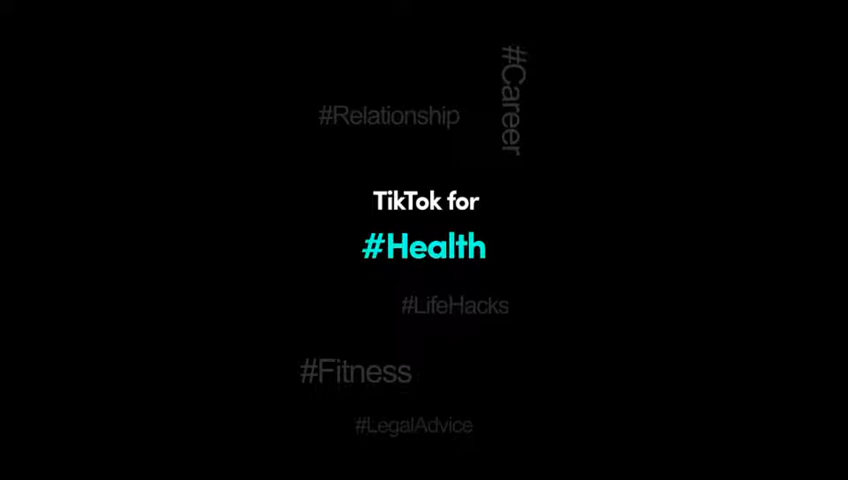 #Career
#Relationship
TikTok for
#Health
#LifeHacks
#Fitness
#LegalAdvice